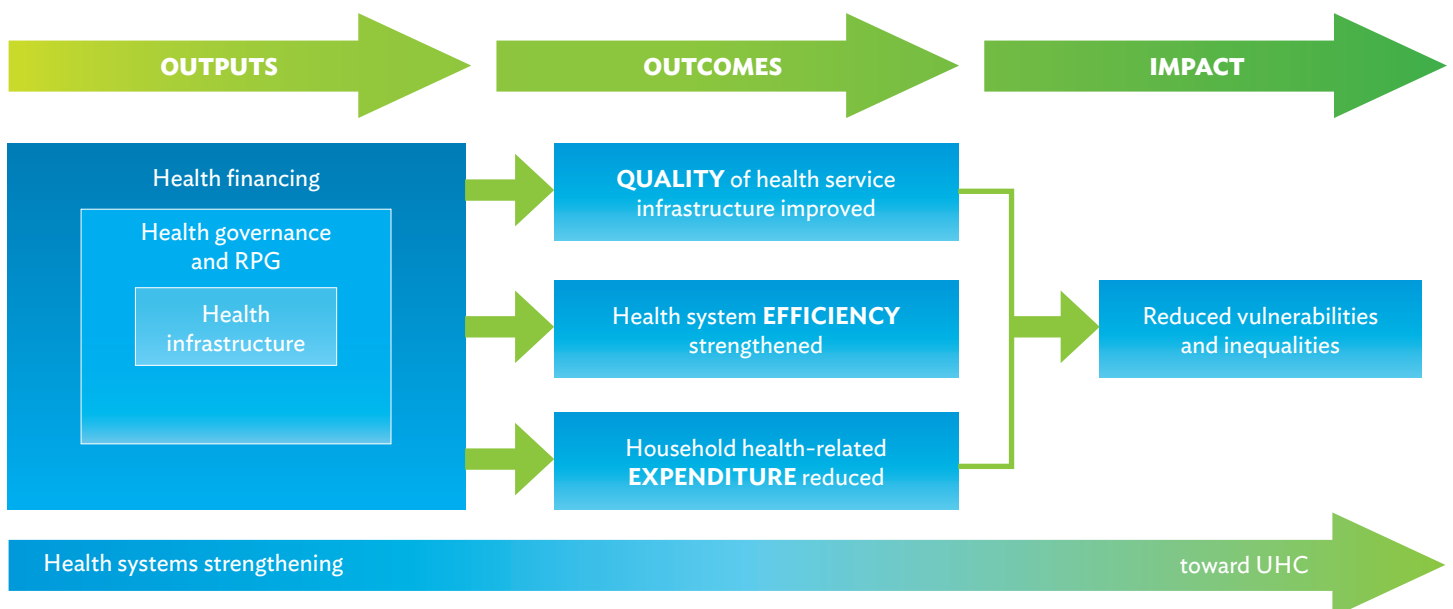 OUTPUTS
OUTCOMES
IMPACT
Health financing
Health governance
and RPG
Health
infrastructure
QUALITY of health service
infrastructure improved
Health system EFFICIENCY
strengthened
Household health-related
EXPENDITURE reduced
Reduced vulnerabilities
and inequalities
Health systems strengthening
toward UHC